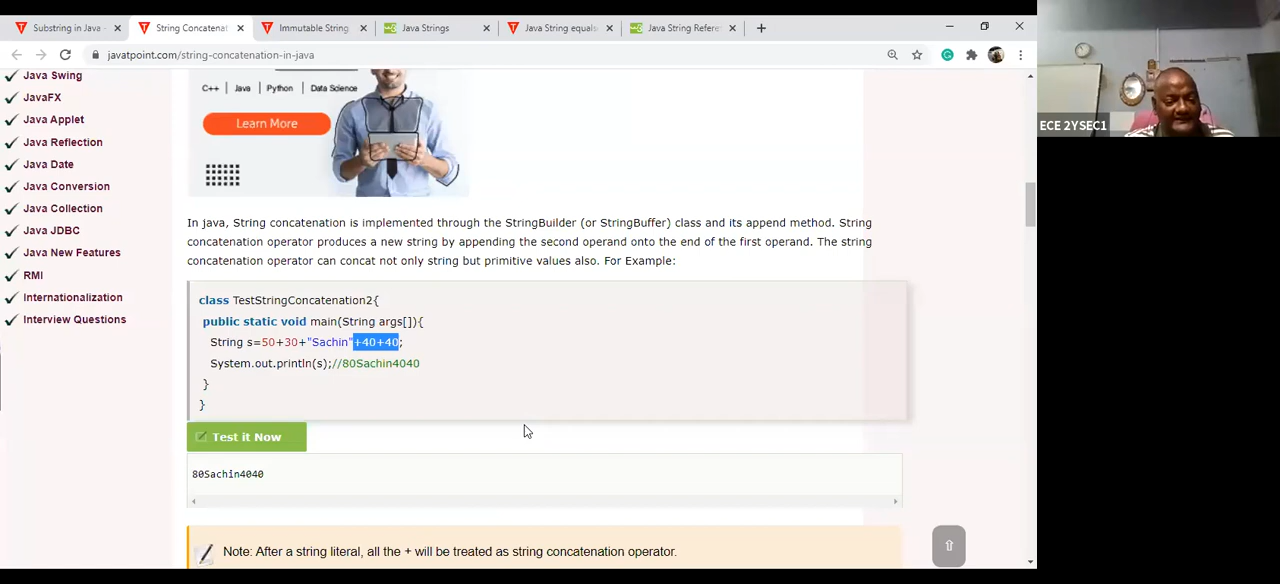 Substring in Java -
String Concatenat
Immutable String
Java Strings
Java String equals
Java String Refere
javatpoint.com/string-concatenation-in-java
Java Swing
JavaFX
Java Applet
Java Reflection
Java Date
Java Conversion
Java Collection
Java JDBC
Java New Features
RMI
Internationalization
Interview Questions
C++ | Java | Python | Data Science
Learn More
In java, String concatenation is implemented through the StringBuilder (or StringBuffer) class and its append method. String
concatenation operator produces a new string by appending the second operand onto the end of the first operand. The string
concatenation operator can concat not only string but primitive values also. For Example:
class TestStringConcatenation2{
public static void main(String args[]){
String s=50+30+"Sachin"+40+40;
System.out.println(s);//80Sachin4040
}
}
Test it Now
80Sachin4040
Note: After a string literal, all the + will be treated as string concatenation operator.
ECE 2YSEC1